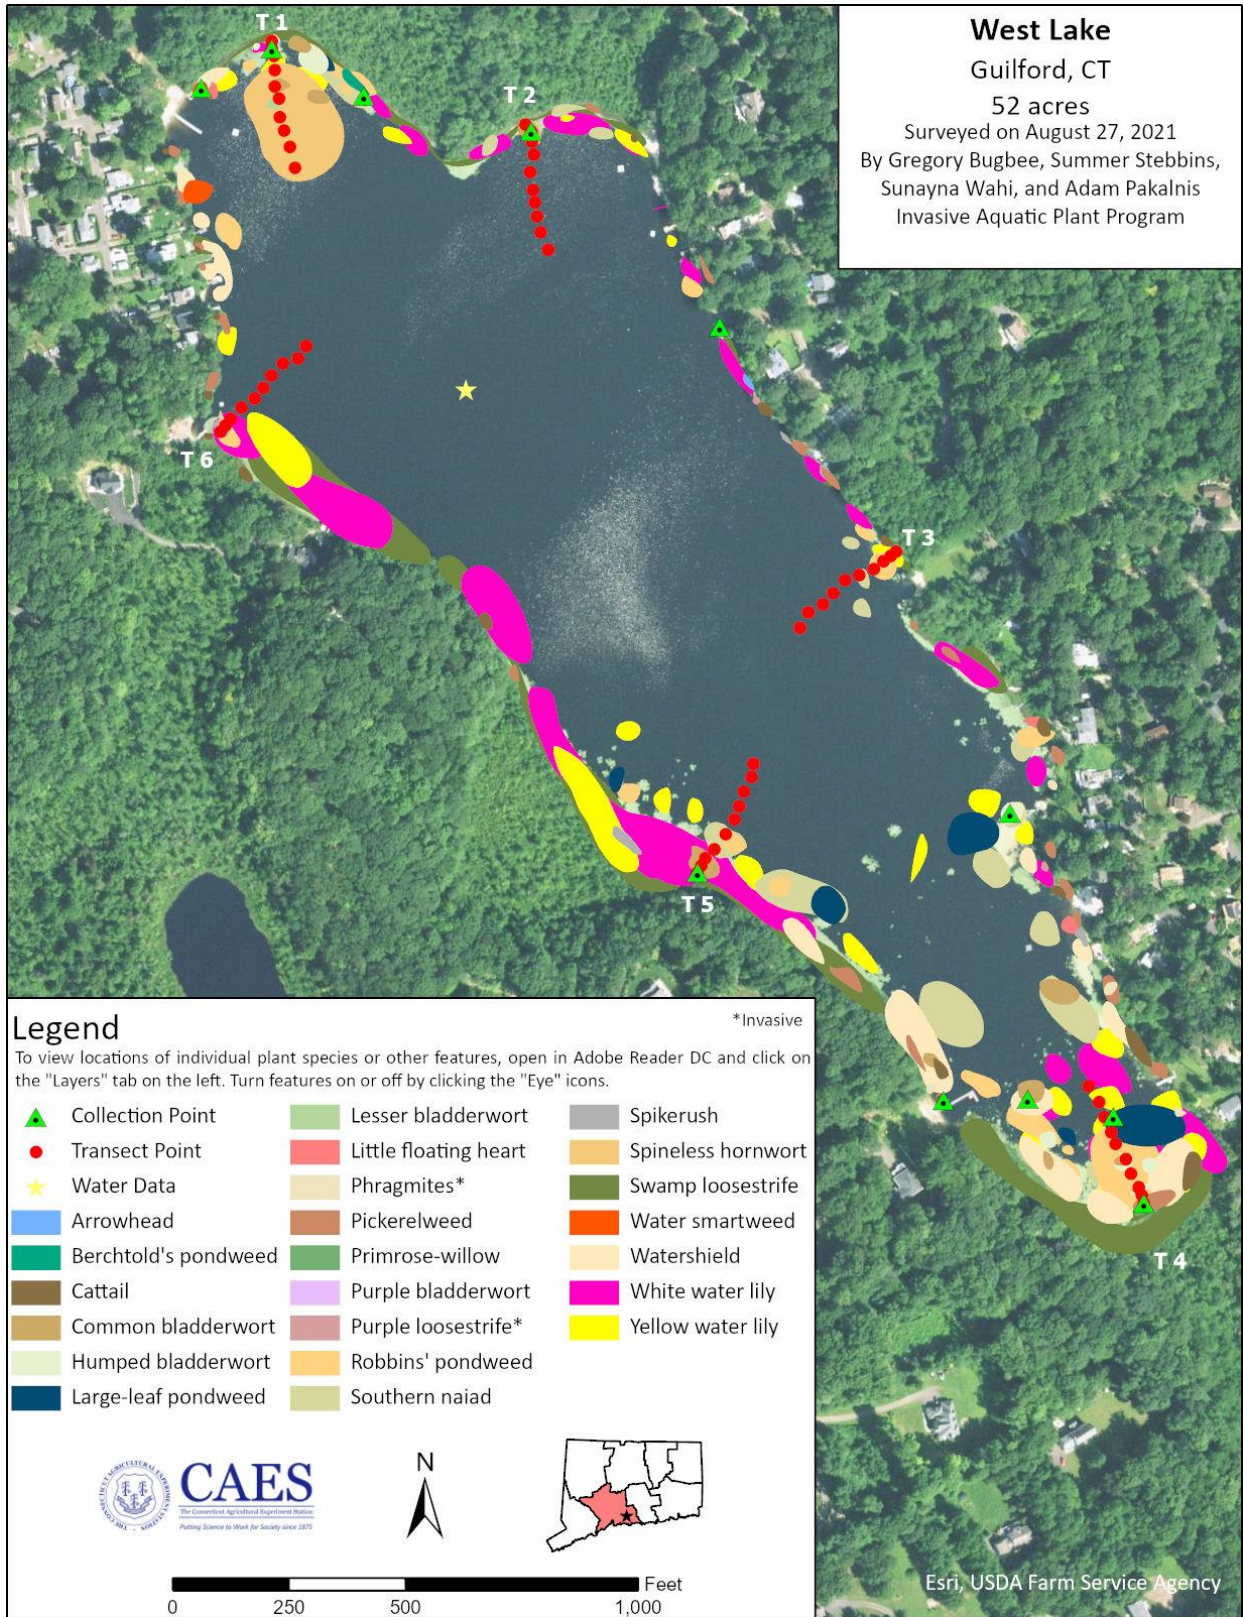 West Lake
Guilford, CT
52 acres
Surveyed on August 27, 2021
By Gregory Bugbee, Summer Stebbins,
Sunayna Wahi, and Adam Pakalnis
Invasive Aquatic Plant Program
T 1
T 2
T 3
T 6
T 5
T 4
Legend
*Invasive
To view locations of individual plant species or other features, open in Adobe Reader DC and click on
the "Layers" tab on the left. Turn features on or off by clicking the "Eye" icons.
Collection Point
Transect Point
Water Data
Arrowhead
Berchtold's pondweed
Cattail
Common bladderwort
Humped bladderwort
Large-leaf pondweed
Lesser bladderwort
Little floating heart
Phragmites*
Pickerelweed
Primrose-willow
Purple bladderwort
Purple loosestrife*
Robbins' pondweed
Southern naiad
Spikerush
Spineless hornwort
Swamp loosestrife
Water smartweed
Watershield
White water lily
Yellow water lily
CAES
The Connecticut Agricultural Experiment Station
Putting Science to Work for Society since 1875
N
Feet
0 250 500 1,000
Esri, USDA Farm Service Agency